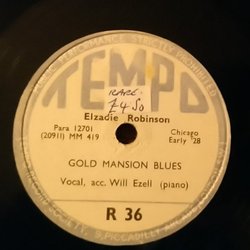 TEMPO
RARE.
£4.50
Elzadie Robinson
Para 12701
(20911) MM 419
Chicago
Early '28
GOLD MANSION BLUES
Vocal, acc. Will Ezell (piano)
R 36
PICCADILLY